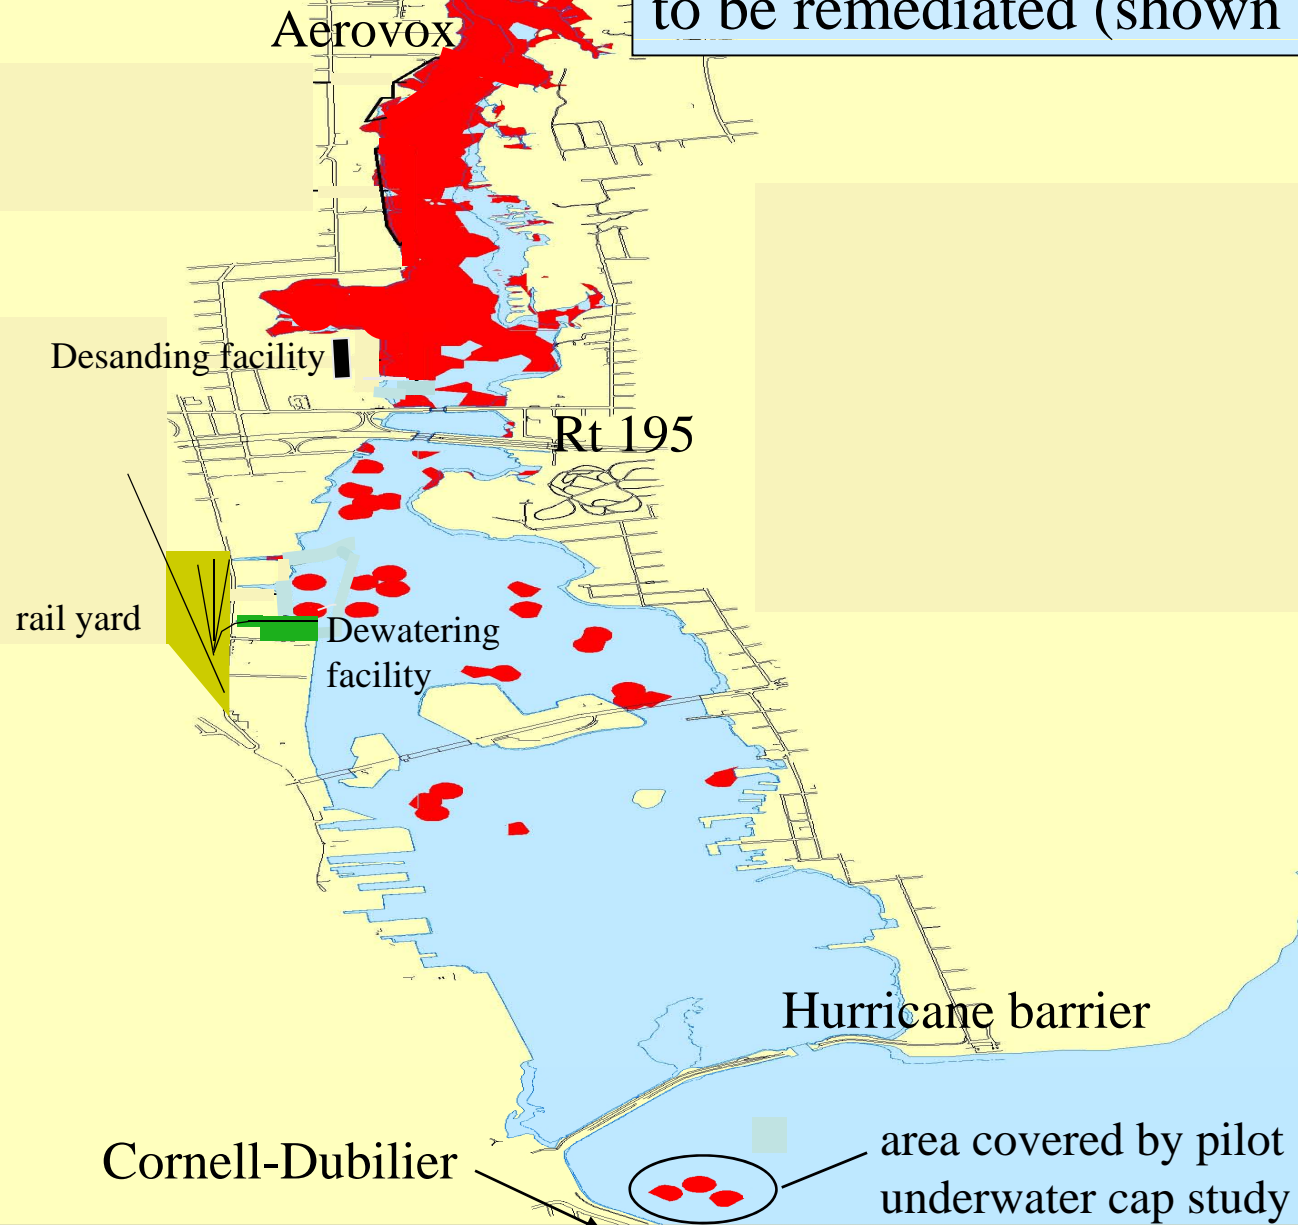 to be remediated (shown
Aerovox
Desanding facility
Rt 195
rail yard
Dewatering
facility
Hurricane barrier
Cornell-Dubilier
area covered by pilot
underwater cap study